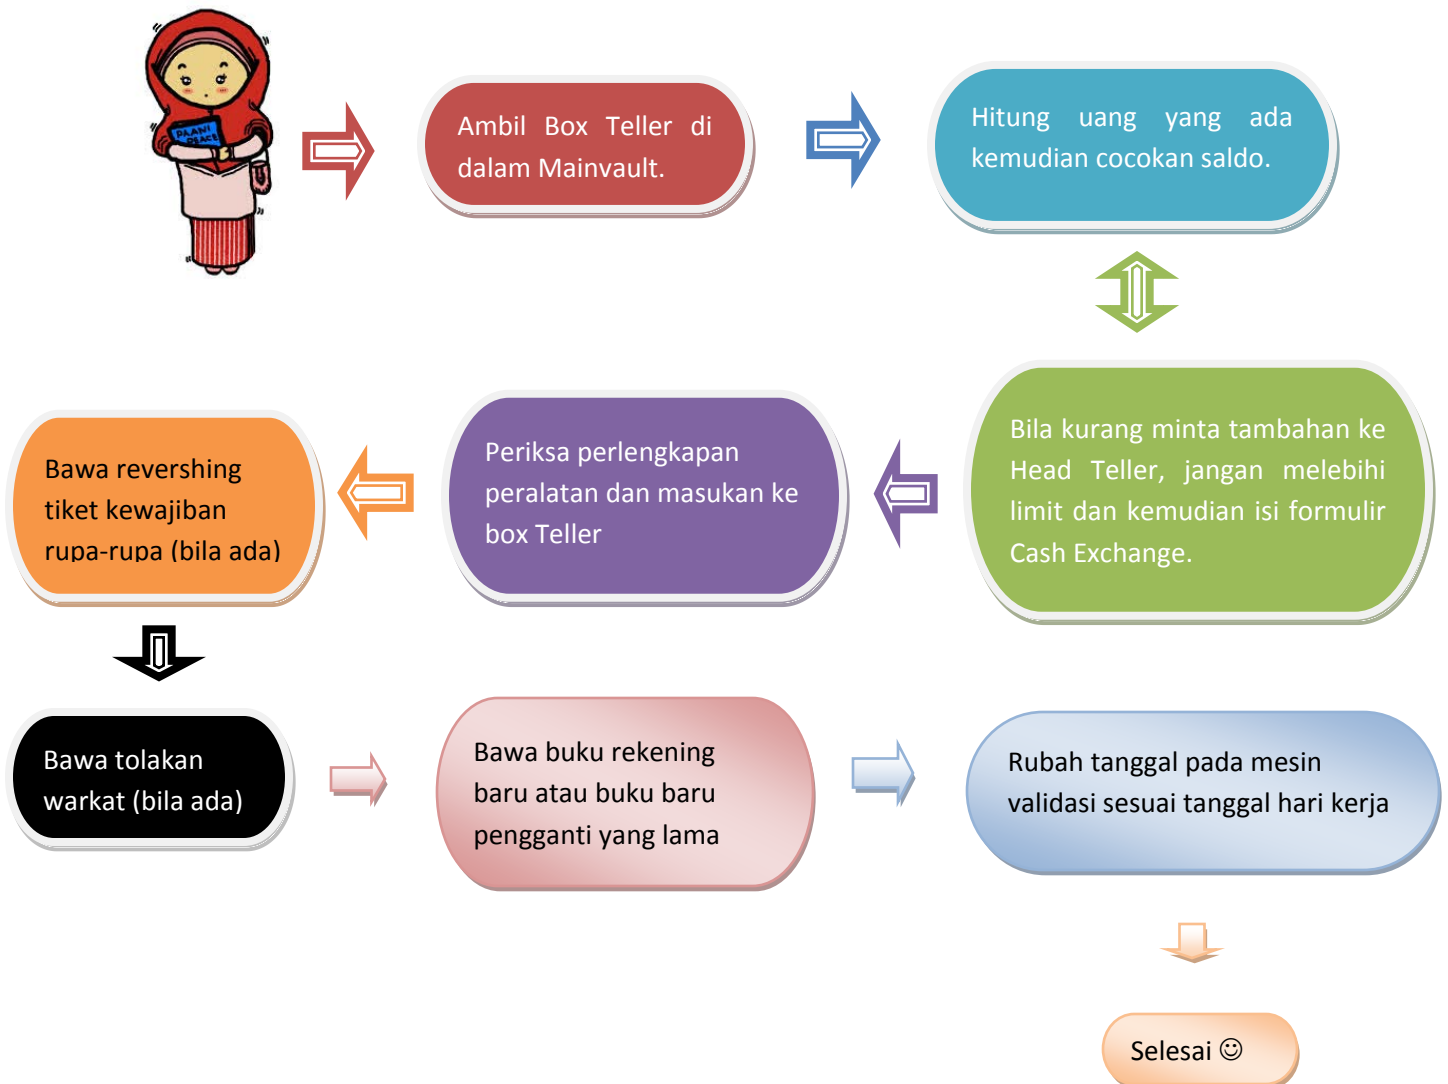 PAANI
PEACE
Ambil Box Teller di
dalam Mainvault.
Hitung uang yang ada
kemudian cocokan saldo.
Bila kurang minta tambahan ke
Head Teller, jangan melebihi
limit dan kemudian isi formulir
Cash Exchange.
Periksa perlengkapan
peralatan dan masukan ke
box Teller
Bawa revershing
tiket kewajiban
rupa-rupa (bila ada)
Bawa tolakan
warkat (bila ada)
Bawa buku rekening
baru atau buku baru
pengganti yang lama
Rubah tanggal pada mesin
validasi sesuai tanggal hari kerja
Selesai ☺